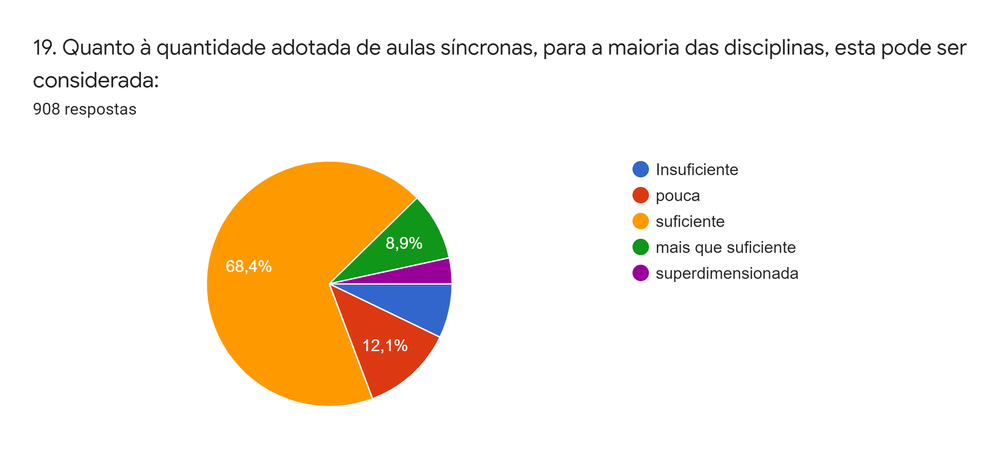 19. Quanto à quantidade adotada de aulas síncronas, para a maioria das disciplinas, esta pode ser
considerada:
908 respostas
Insuficiente
pouca
suficiente
mais que suficiente
superdimensionada
8,9%
68,4%
12,1%